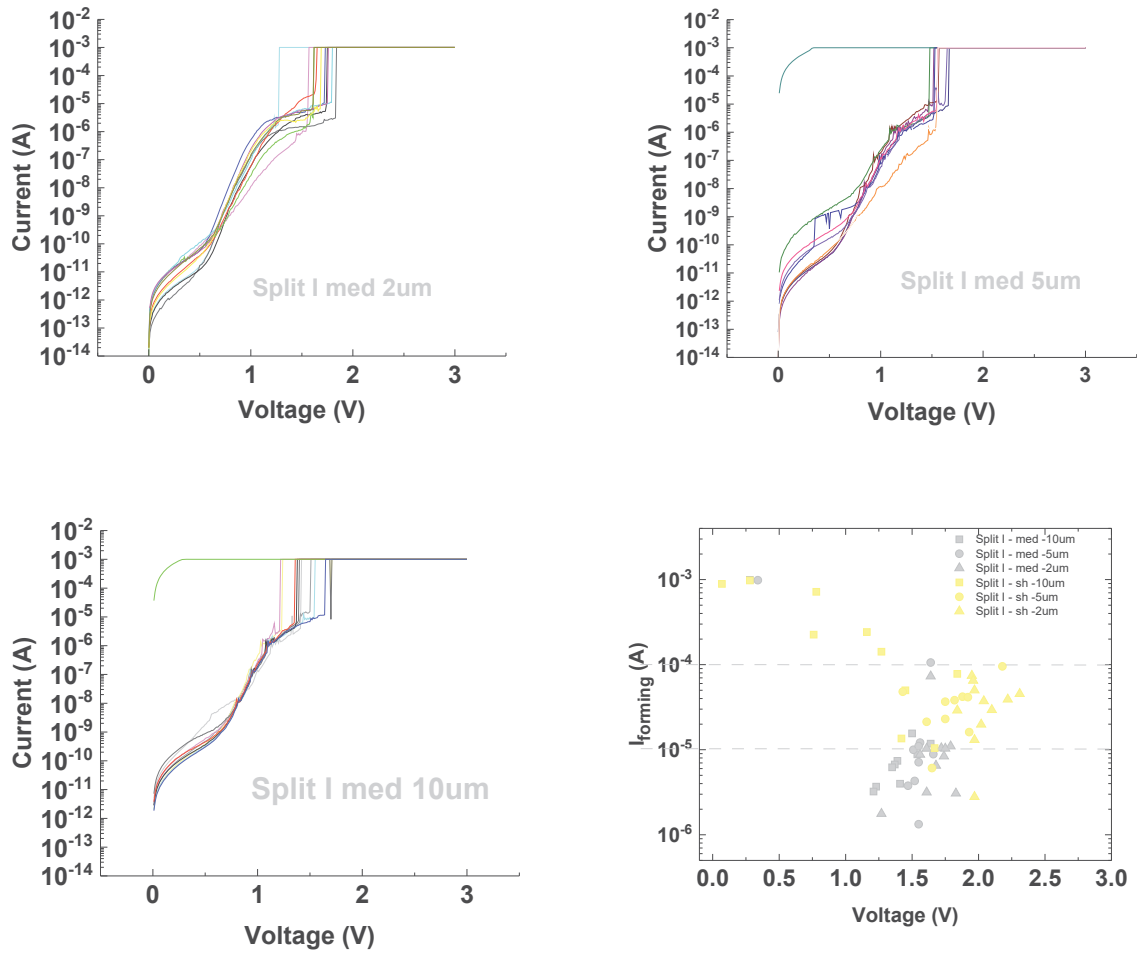 10-2
10-3
10-4
10-5
10-6
10-7
10-8
10-9
10-10
10-11
10-12
10-13
10-14
Current (A)
Split I med 2um
0 1 2 3
Voltage (V)
10-2
10-3
10-4
10-5
10-6
10-7
10-8
10-9
10-10
10-11
10-12
10-13
10-14
Current (A)
Split I med 5um
0 1 2 3
Voltage (V)
10-2
10-3
10-4
10-5
10-6
10-7
10-8
10-9
10-10
10-11
10-12
10-13
10-14
Current (A)
Split I med 10um
0 1 2 3
Voltage (V)
Split I - med -10um
Split I - med -5um
Split I - med -2um
Split I - sh -10um
Split I - sh -5um
Split I - sh -2um
10-3
10-4
10-5
10-6
Iforming (A)
0.0 0.5 1.0 1.5 2.0 2.5 3.0
Voltage (V)